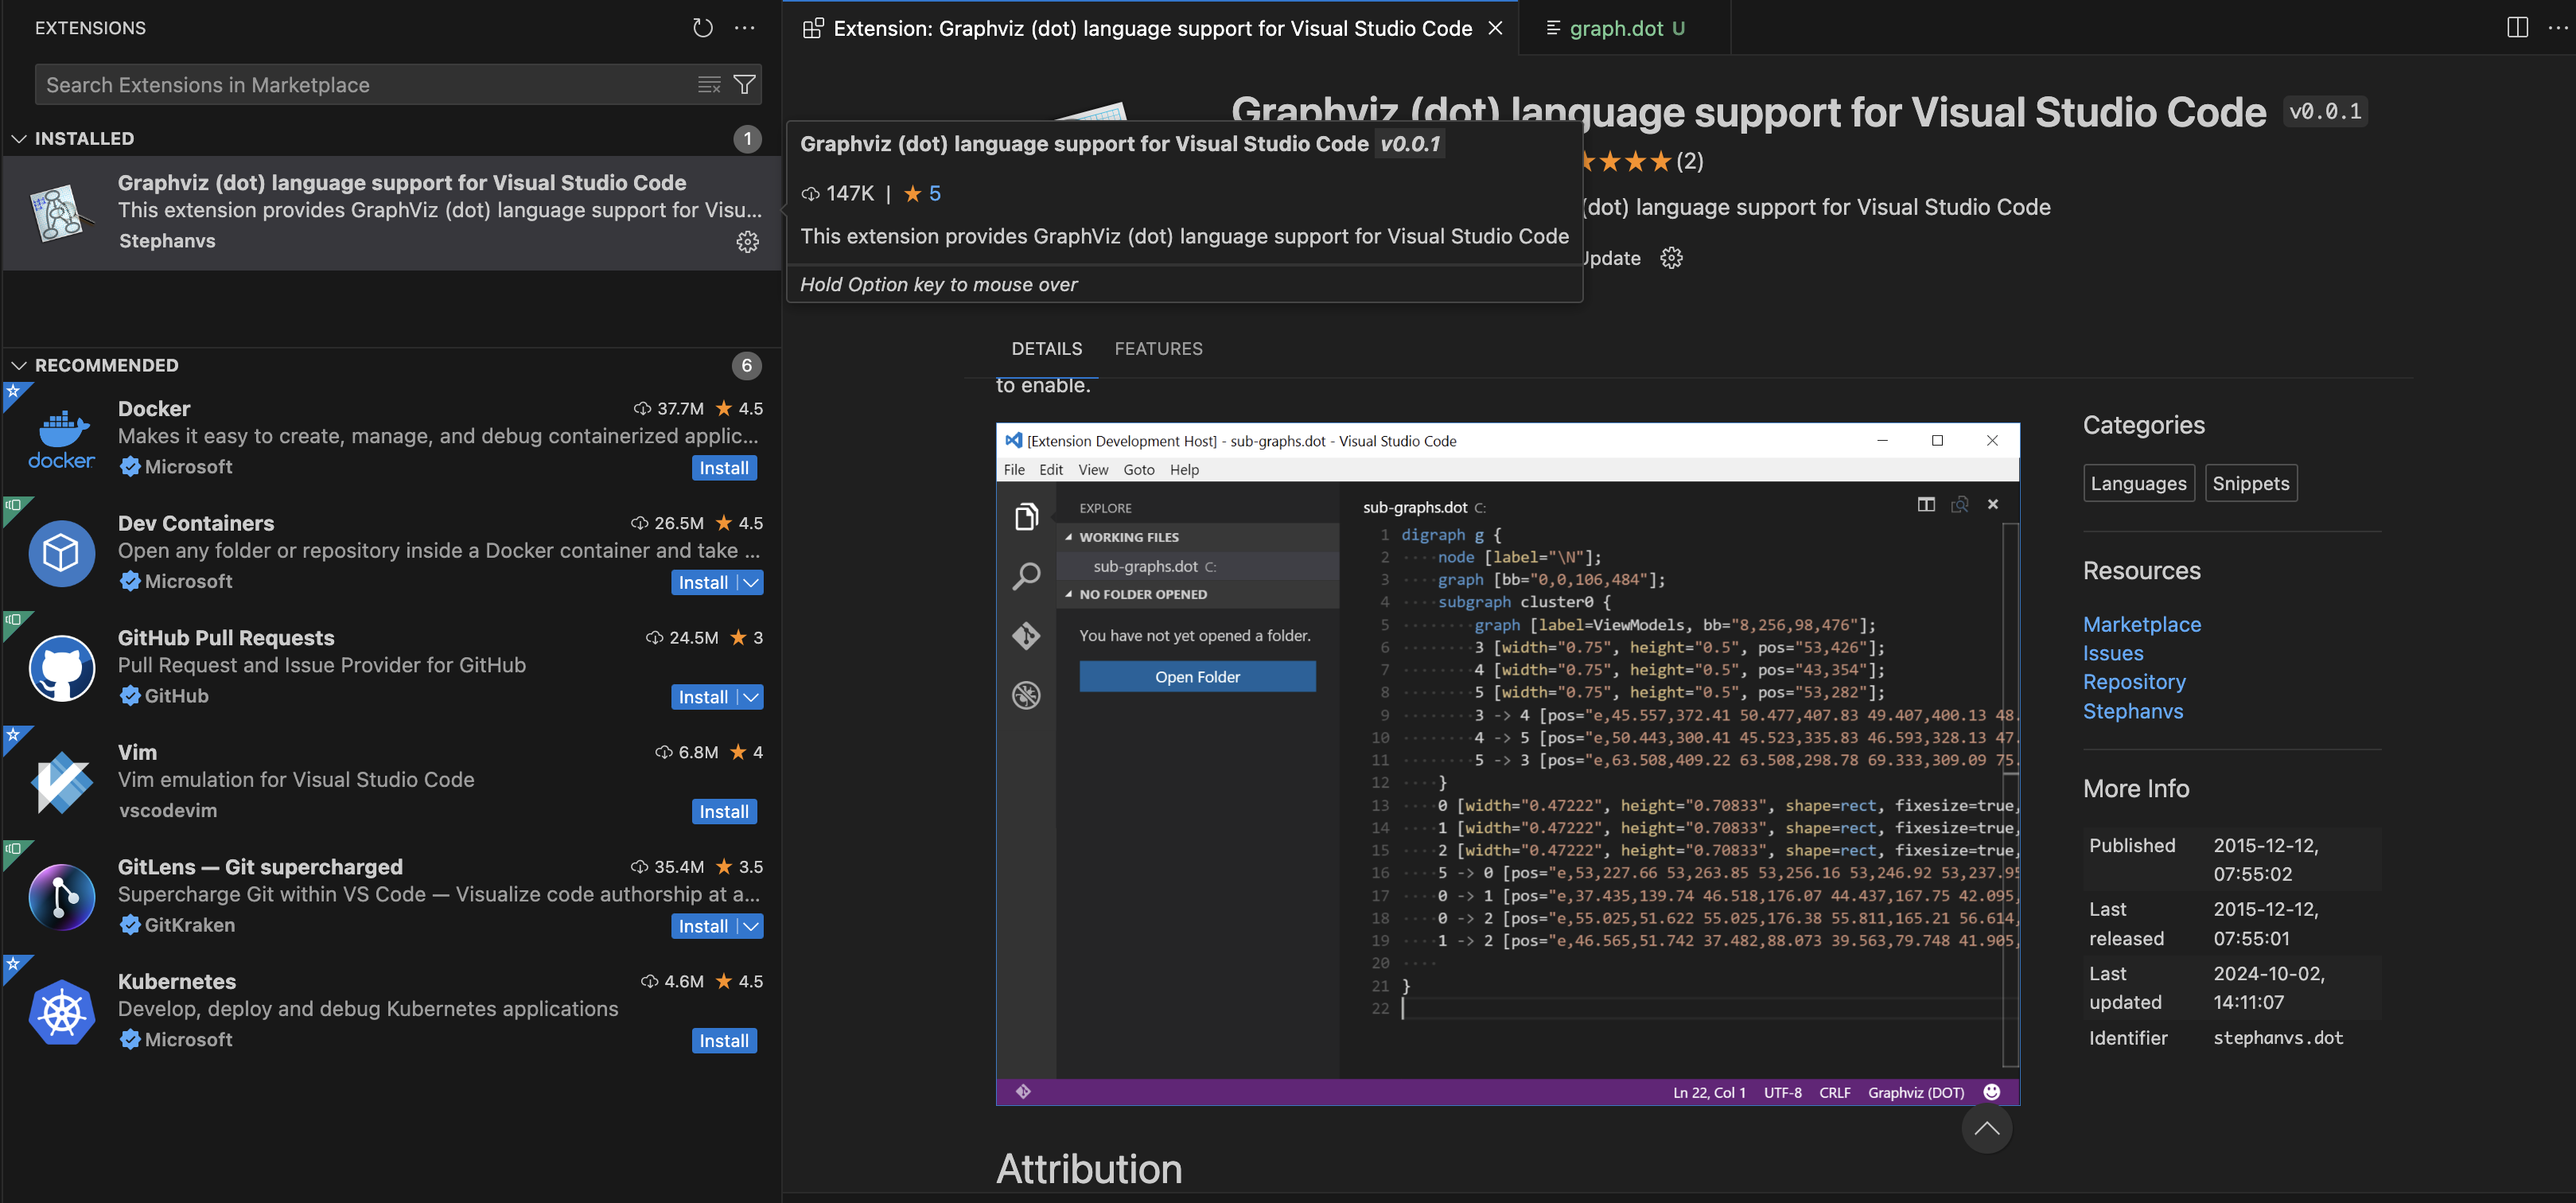 EXTENSIONS
Search Extensions in Marketplace
INSTALLED
1
Graphviz (dot) language support for Visual Studio Code
This extension provides GraphViz (dot) language support for Visu...
Stephanvs
RECOMMENDED
6
Docker
37.7M
4.5
Makes it easy to create, manage, and debug containerized applic...
docker
Microsoft
Install
Dev Containers
26.5M
4.5
Open any folder or repository inside a Docker container and take ...
Microsoft
Install
GitHub Pull Requests
24.5M
3
Pull Request and Issue Provider for GitHub
GitHub
Install
Vim
6.8M
4
Vim emulation for Visual Studio Code
vscodevim
Install
GitLens — Git supercharged
35.4M
3.5
Supercharge Git within VS Code — Visualize code authorship at a...
GitKraken
Install
Kubernetes
4.6M
4.5
Develop, deploy and debug Kubernetes applications
Microsoft
Install
Extension: Graphviz (dot) language support for Visual Studio Code
graph.dot U
Graphviz (dot) language support for Visual Studio Code
v0.0.1
(2)
(dot) language support for Visual Studio Code
Update
Graphviz (dot) language support for Visual Studio Code v0.0.1
147K | 5
This extension provides GraphViz (dot) language support for Visual Studio Code
Hold Option key to mouse over
DETAILS
FEATURES
to enable.
[Extension Development Host] - sub-graphs.dot - Visual Studio Code
File Edit View Goto Help
EXPLORE
WORKING FILES
sub-graphs.dot C:
NO FOLDER OPENED
You have not yet opened a folder.
Open Folder
sub-graphs.dot C:
1 digraph g {
2 ····node [label="\N"];
3 ····graph [bb="0,0,106,484"];
4 ····subgraph cluster0 {
5 ········graph [label=ViewModels, bb="8,256,98,476"];
6 ········3 [width="0.75", height="0.5", pos="53,426"];
7 ········4 [width="0.75", height="0.5", pos="43,354"];
8 ········5 [width="0.75", height="0.5", pos="53,282"];
9 ········3 -> 4 [pos="e,45.557,372.41 50.477,407.83 49.407,400.13 48.
10 ········4 -> 5 [pos="e,50.443,300.41 45.523,335.83 46.593,328.13 47.
11 ········5 -> 3 [pos="e,63.508,409.22 63.508,298.78 69.333,309.09 75.
12 ····}
13 ····0 [width="0.47222", height="0.70833", shape=rect, fixesize=true,
14 ····1 [width="0.47222", height="0.70833", shape=rect, fixesize=true,
15 ····2 [width="0.47222", height="0.70833", shape=rect, fixesize=true,
16 ····5 -> 0 [pos="e,53,227.66 53,263.85 53,256.16 53,246.92 53,237.95
17 ····0 -> 1 [pos="e,37.435,139.74 46.518,176.07 44.437,167.75 42.095,
18 ····0 -> 2 [pos="e,55.025,51.622 55.025,176.38 55.811,165.21 56.614,
19 ····1 -> 2 [pos="e,46.565,51.742 37.482,88.073 39.563,79.748 41.905,
20 ····
21 }
22
Ln 22, Col 1 UTF-8 CRLF Graphviz (DOT)
Attribution
Categories
Languages
Snippets
Resources
Marketplace
Issues
Repository
Stephanvs
More Info
Published 2015-12-12,
07:55:02
Last 2015-12-12,
released 07:55:01
Last 2024-10-02,
updated 14:11:07
Identifier stephanvs.dot